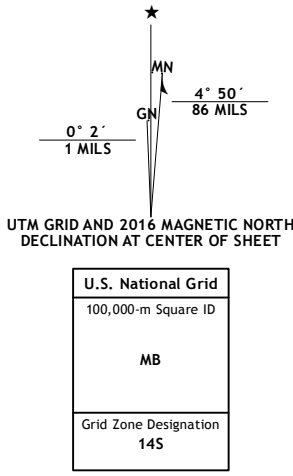 MN
GN
4° 50´
86 MILS
0° 2´
1 MILS
UTM GRID AND 2016 MAGNETIC NORTH
DECLINATION AT CENTER OF SHEET
U.S. National Grid
100,000-m Square ID
MB
Grid Zone Designation
14S